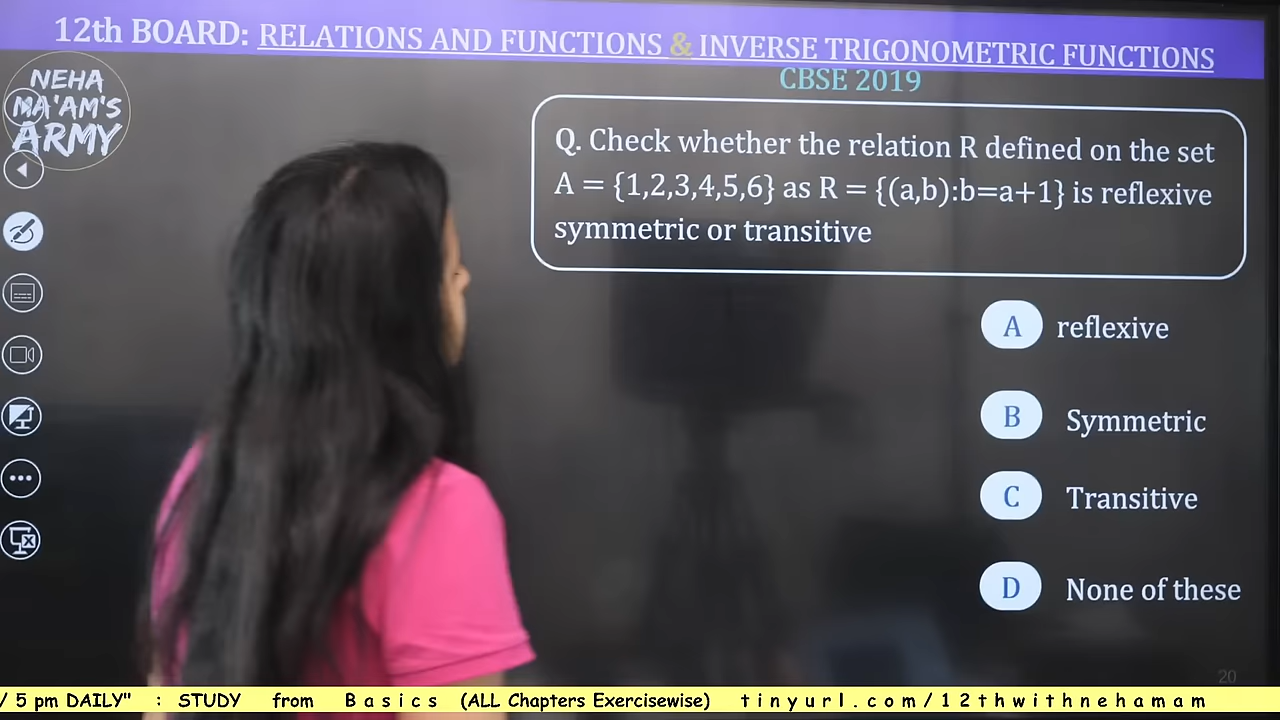 12th BOARD: RELATIONS AND FUNCTIONS & INVERSE TRIGONOMETRIC FUNCTIONS
CBSE 2019
NEHA
MA'AM'S
ARMY
Q. Check whether the relation R defined on the set
A = {1,2,3,4,5,6} as R = {(a,b):b=a+1} is reflexive
symmetric or transitive
A reflexive
B Symmetric
C Transitive
D None of these
20
/ 5 pm DAILY" : STUDY from Basics (ALL Chapters Exercisewise) tinyurl.com/12thwithnehamam